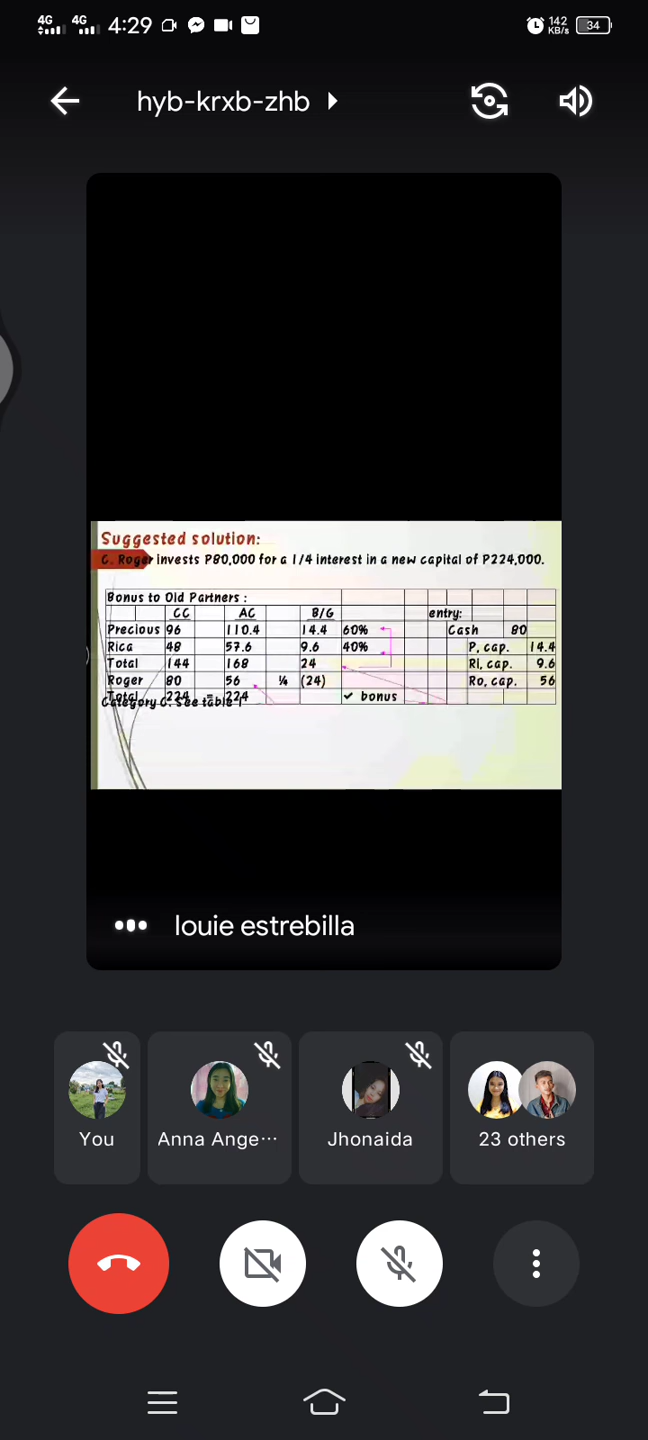 4G 4G 4:29 142 KB/s 34
hyb-krxb-zhb
Suggested solution:
C. Roger invests P80,000 for a 1/4 interest in a new capital of P224,000.
Bonus to Old Partners :
CC AC B/G entry:
Precious 96 110.4 14.4 60% Cash 80
Rica 48 57.6 9.6 40% P, cap. 14.4
Total 144 168 24 Ri, cap. 9.6
Roger 80 56 ¼ (24) Ro, cap. 56
Total 224 = 224 ✓ bonus
Category C: See table 1
louie estrebilla
You
Anna Ange...
Jhonaida
23 others